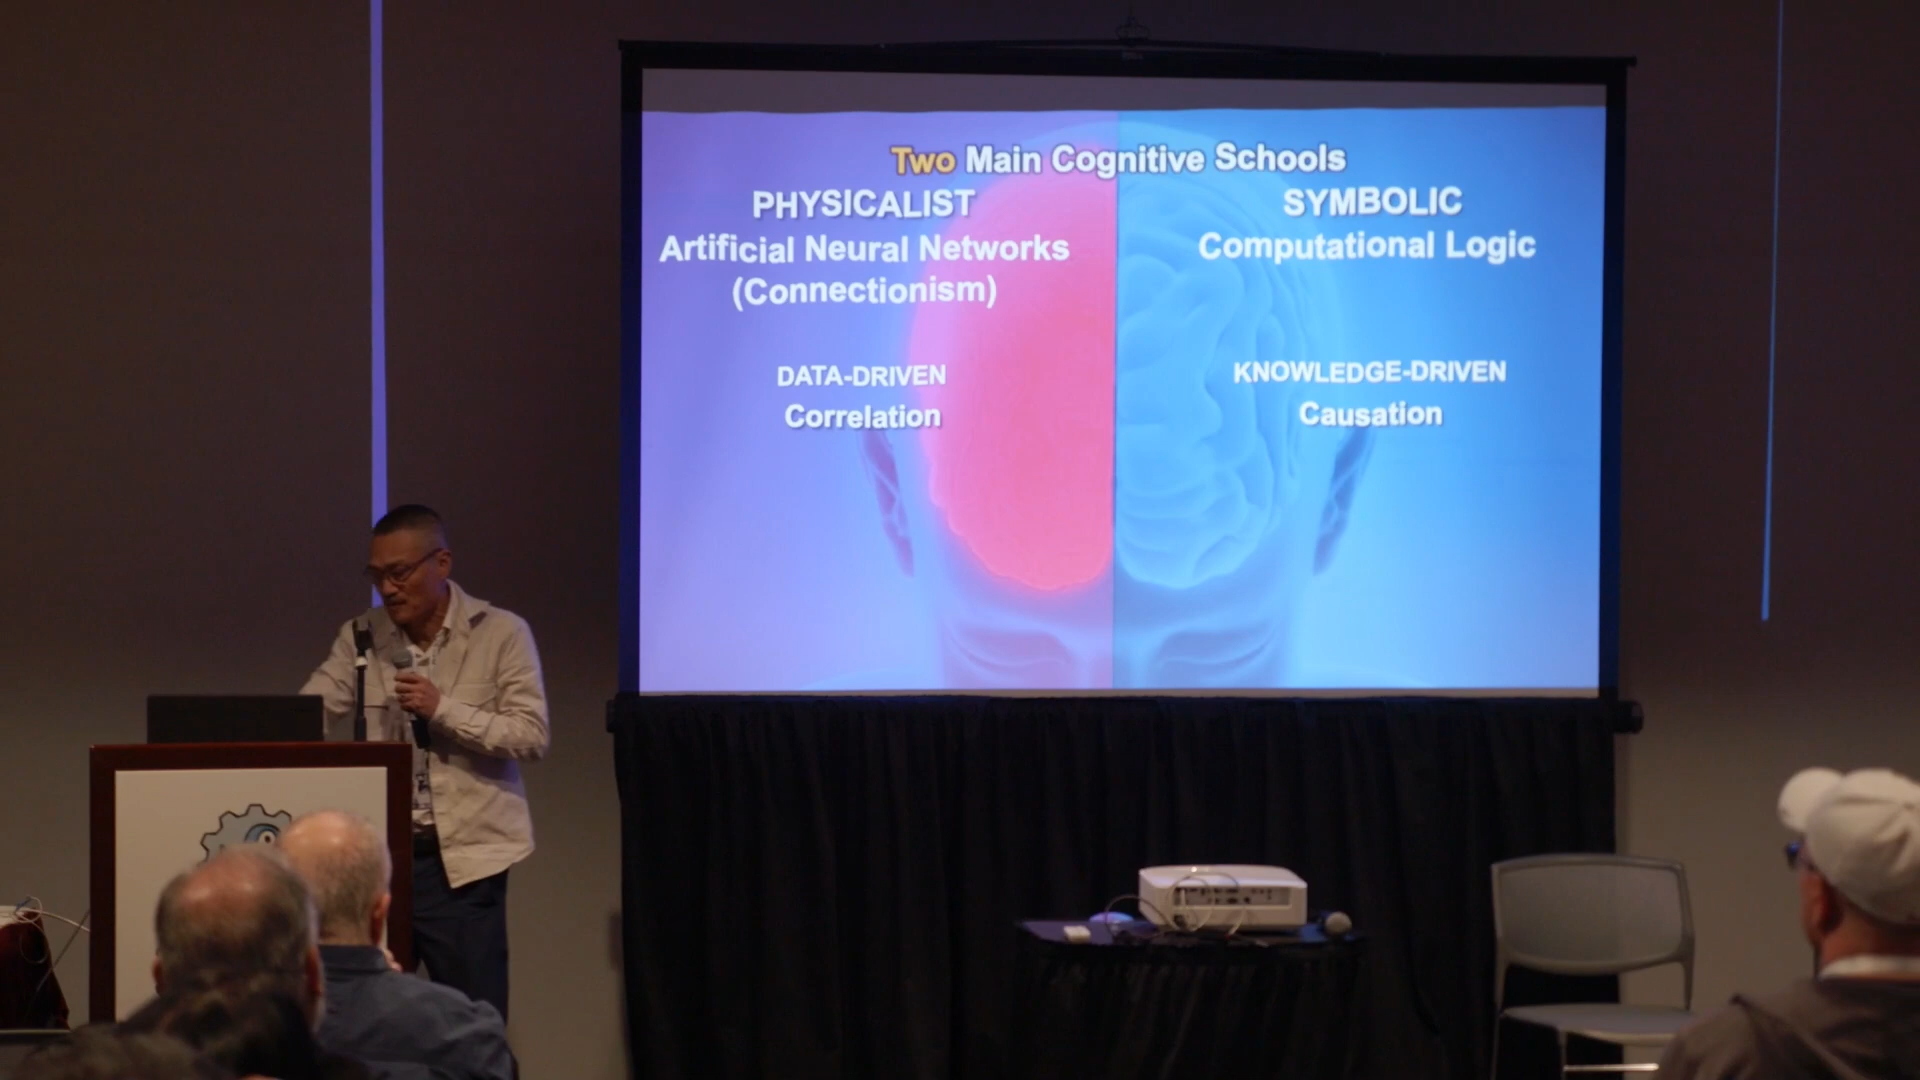 Two Main Cognitive Schools
PHYSICALIST
Artificial Neural Networks
(Connectionism)
DATA-DRIVEN
Correlation
SYMBOLIC
Computational Logic
KNOWLEDGE-DRIVEN
Causation